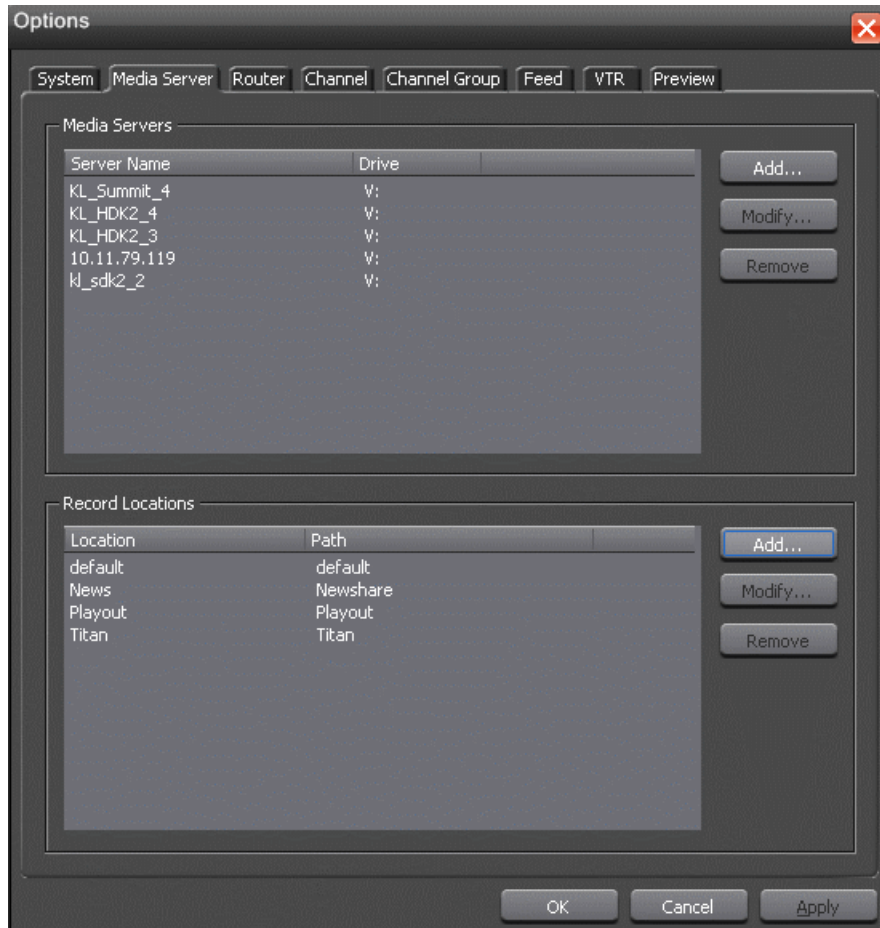 Options
System Media Server Router Channel Channel Group Feed VTR Preview
Media Servers
Server Name Drive
Add...
KL_Summit_4 V:
KL_HDK2_4 V:
Modify...
KL_HDK2_3 V:
10.11.79.119 V:
Remove
kl_sdk2_2 V:
Record Locations
Location Path
Add...
default default
News Newshare
Modify...
Playout Playout
Titan Titan
Remove
OK Cancel Apply